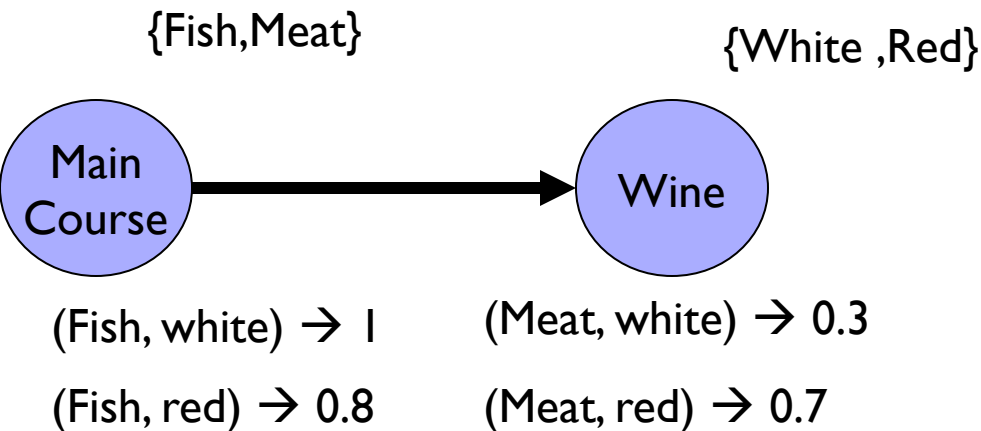 {Fish,Meat}
{White ,Red}
Main
Course
Wine
(Fish, white) → 1
(Meat, white) → 0.3
(Fish, red) → 0.8
(Meat, red) → 0.7